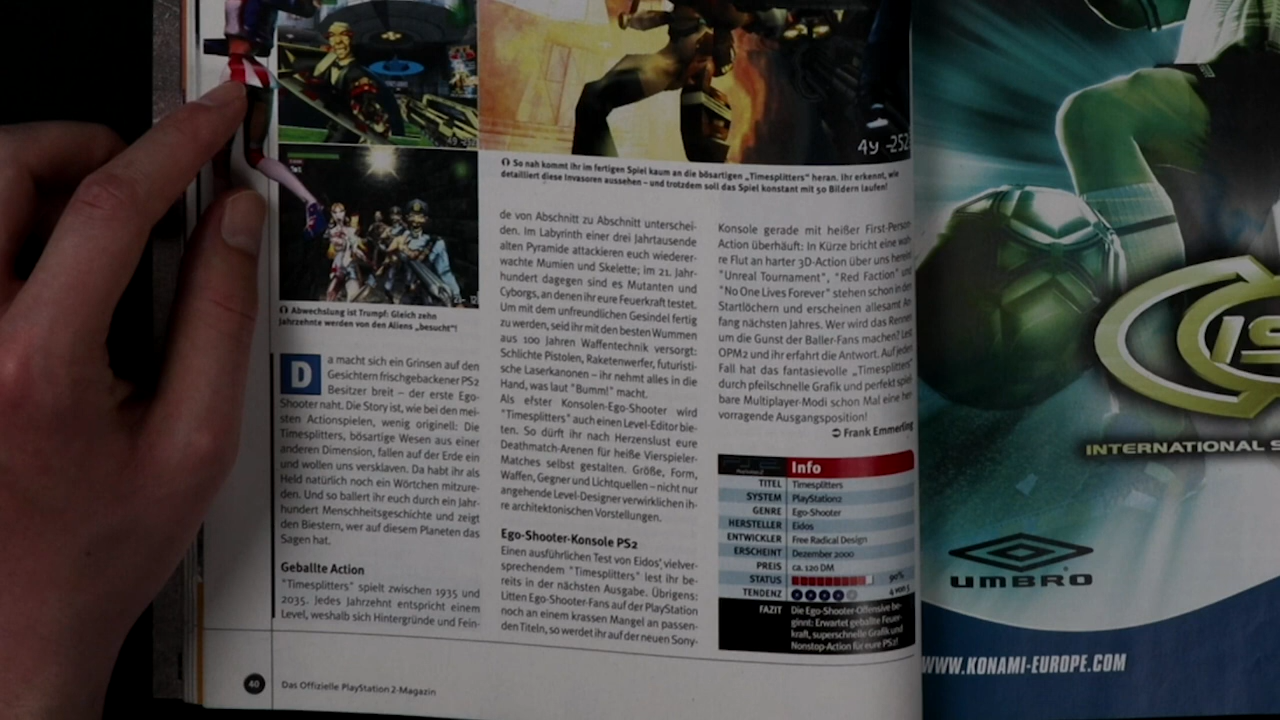 4y -252
So nah kommt ihr im fertigen Spiel kaum an die bösartigen „Timesplitters" heran. Ihr erkennt, wie
detailliert diese Invasoren aussehen – und trotzdem soll das Spiel konstant mit 50 Bildern laufen!
Abwechslung ist Trumpf: Gleich zehn
Jahrzehnte werden von den Aliens „besucht"!
Da macht sich ein Grinsen auf den
Gesichtern frischgebackener PS2
Besitzer breit – der erste Ego-
Shooter naht. Die Story ist, wie bei den mei-
sten Actionspielen, wenig originell: Die
Timesplitters, bösartige Wesen aus einer
anderen Dimension, fallen auf der Erde ein
und wollen uns versklaven. Da habt ihr als
Held natürlich noch ein Wörtchen mitzure-
den. Und so ballert ihr euch durch ein Jahr-
hundert Menschheitsgeschichte und zeigt
den Biestern, wer auf diesem Planeten das
Sagen hat.
Geballte Action
"Timesplitters" spielt zwischen 1935 und
2035. Jedes Jahrzehnt entspricht einem
Level, weshalb sich Hintergründe und Fein-
de von Abschnitt zu Abschnitt unterschei-
den. Im Labyrinth einer drei Jahrtausende
alten Pyramide attackieren euch wiederer-
wachte Mumien und Skelette; im 21. Jahr-
hundert dagegen sind es Mutanten und
Cyborgs, an denen ihr eure Feuerkraft testet.
Um mit dem unfreundlichen Gesindel fertig
zu werden, seid ihr mit den besten Wummen
aus 100 Jahren Waffentechnik versorgt:
Schlichte Pistolen, Raketenwerfer, futuristi-
sche Laserkanonen – ihr nehmt alles in die
Hand, was laut "Bumm!" macht.
Als efster Konsolen-Ego-Shooter wird
"Timesplitters" auch einen Level-Editor bie-
ten. So dürft ihr nach Herzenslust eure
Deathmatch-Arenen für heiße Vierspieler-
Matches selbst gestalten. Größe, Form,
Waffen, Gegner und Lichtquellen – nicht nur
angehende Level-Designer verwirklichen ih-
re architektonischen Vorstellungen.
Ego-Shooter-Konsole PS2
Einen ausführlichen Test von Eidos' vielver-
sprechendem "Timesplitters" lest ihr be-
reits in der nächsten Ausgabe. Übrigens:
Litten Ego-Shooter-Fans auf der PlayStation
noch an einem krassen Mangel an passen-
den Titeln, so werdet ihr auf der neuen Sony-
Konsole gerade mit heißer First-Person-
Action überhäuft: In Kürze bricht eine wah-
re Flut an harter 3D-Action über uns herein
"Unreal Tournament", "Red Faction" und
"No One Lives Forever" stehen schon in den
Startlöchern und erscheinen allesamt An-
fang nächsten Jahres. Wer wird das Rennen
um die Gunst der Baller-Fans machen? Lest
OPM2 und ihr erfahrt die Antwort. Auf jeden
Fall hat das fantasievolle „Timesplitters"
durch pfeilschnelle Grafik und perfekt spiel-
bare Multiplayer-Modi schon Mal eine her-
vorragende Ausgangsposition!
Frank Emmerling
Info
TITEL Timesplitters
SYSTEM PlayStation2
GENRE Ego-Shooter
HERSTELLER Eidos
ENTWICKLER Free Radical Design
ERSCHEINT Dezember 2000
PREIS ca. 120 DM
STATUS 90%
TENDENZ 4 von 5
FAZIT Die Ego-Shooter-Offensive be-
ginnt: Erwartet geballte Feuer-
kraft, superschnelle Grafik und
Nonstop-Action für eure PS2!
40 Das Offizielle PlayStation 2-Magazin
IS
INTERNATIONAL S
UMBRO
WWW.KONAMI-EUROPE.COM